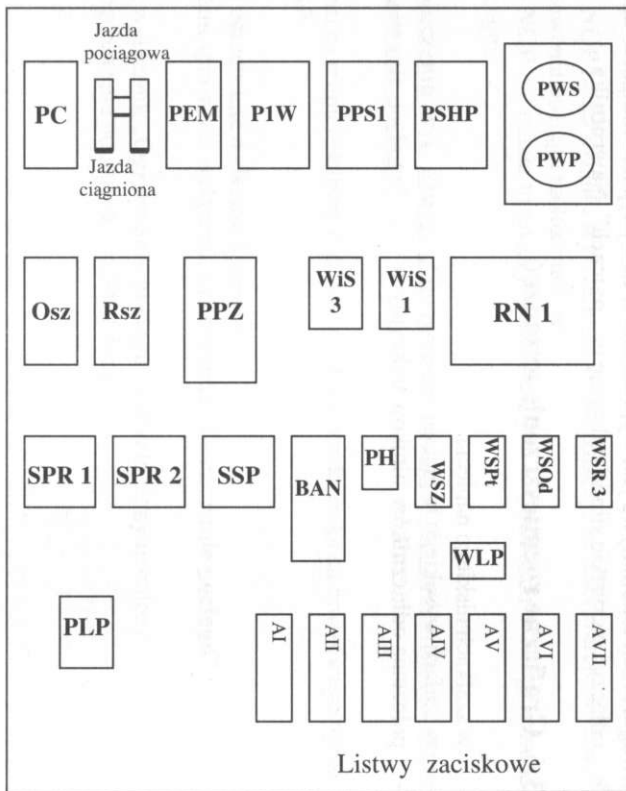 Jazda
pociągowa
PC
PEM
P1W
PPS1
PSHP
PWS
PWP
Jazda
ciągniona
Osz
Rsz
PPZ
WiS
3
WiS
1
RN 1
SPR 1
SPR 2
SSP
BAN
PH
WSZ
WSPt
WSOd
WSR 3
WLP
PLP
AI
AII
AIII
AIV
AV
AVI
AVII
Listwy zaciskowe